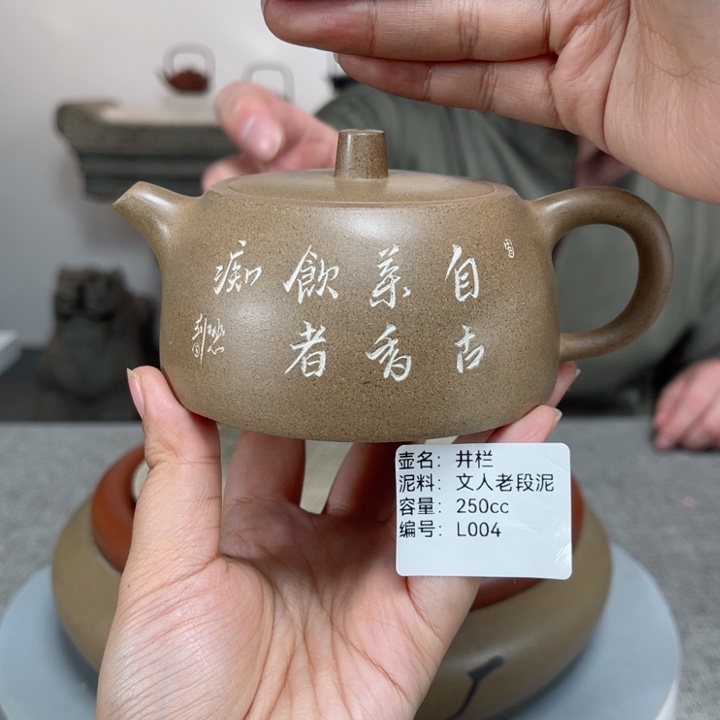 自古
茶香
飲者
痴
壶名：井栏
泥料：文人老段泥
容量：250cc
编号：L004